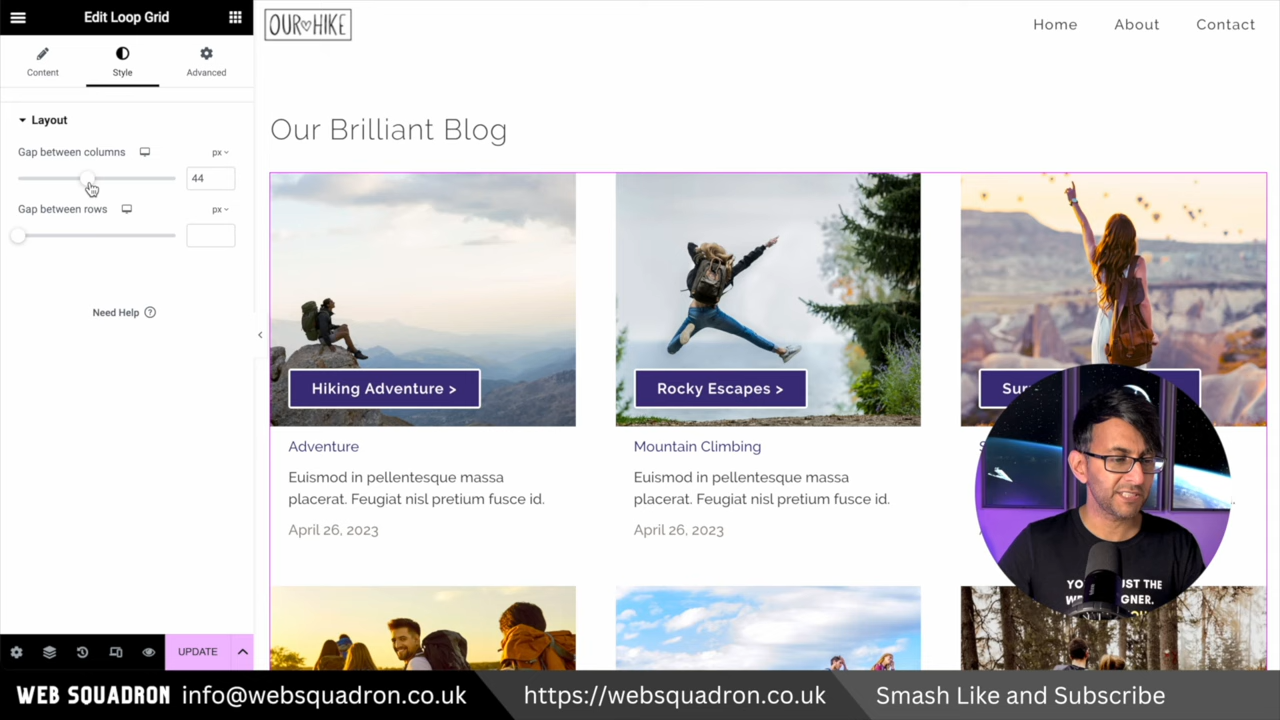 Edit Loop Grid
Content
Style
Advanced
Layout
Gap between columns
px
44
Gap between rows
px
Need Help ?
UPDATE
OUR HIKE
Home
About
Contact
Our Brilliant Blog
Hiking Adventure >
Rocky Escapes >
Adventure
Euismod in pellentesque massa
placerat. Feugiat nisl pretium fusce id.
April 26, 2023
Mountain Climbing
Euismod in pellentesque massa
placerat. Feugiat nisl pretium fusce id.
April 26, 2023
WEB SQUADRON info@websquadron.co.uk
https://websquadron.co.uk
Smash Like and Subscribe